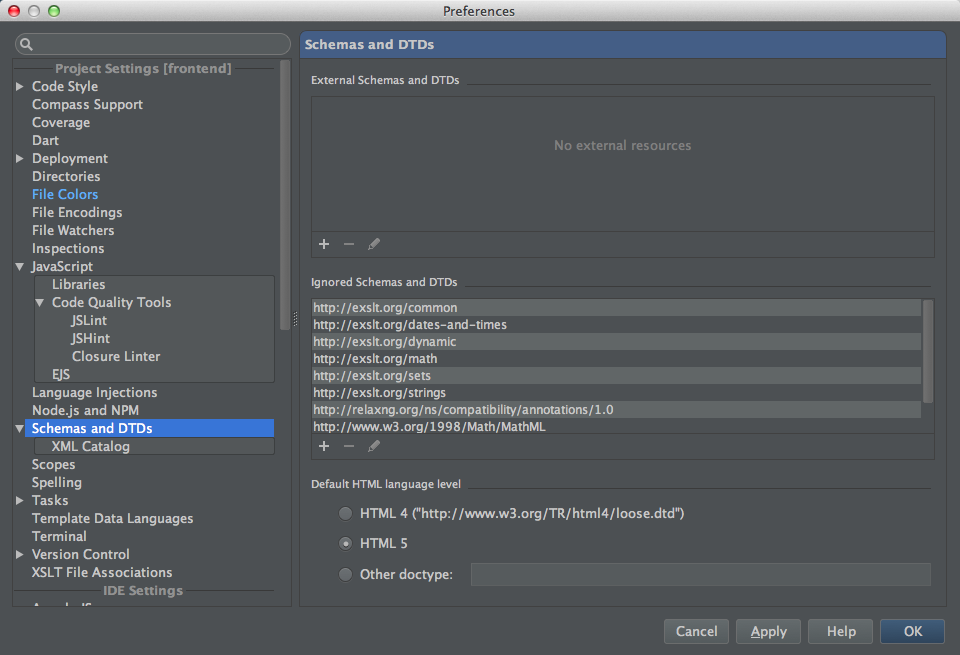 Preferences
Project Settings [frontend]
Code Style
Compass Support
Coverage
Dart
Deployment
Directories
File Colors
File Encodings
File Watchers
Inspections
JavaScript
Libraries
Code Quality Tools
JSLint
JSHint
Closure Linter
EJS
Language Injections
Node.js and NPM
Schemas and DTDs
XML Catalog
Scopes
Spelling
Tasks
Template Data Languages
Terminal
Version Control
XSLT File Associations
IDE Settings
Schemas and DTDs
External Schemas and DTDs
No external resources
Ignored Schemas and DTDs
http://exslt.org/common
http://exslt.org/dates-and-times
http://exslt.org/dynamic
http://exslt.org/math
http://exslt.org/sets
http://exslt.org/strings
http://relaxng.org/ns/compatibility/annotations/1.0
http://www.w3.org/1998/Math/MathML
Default HTML language level
HTML 4 ("http://www.w3.org/TR/html4/loose.dtd")
HTML 5
Other doctype:
Cancel
Apply
Help
OK